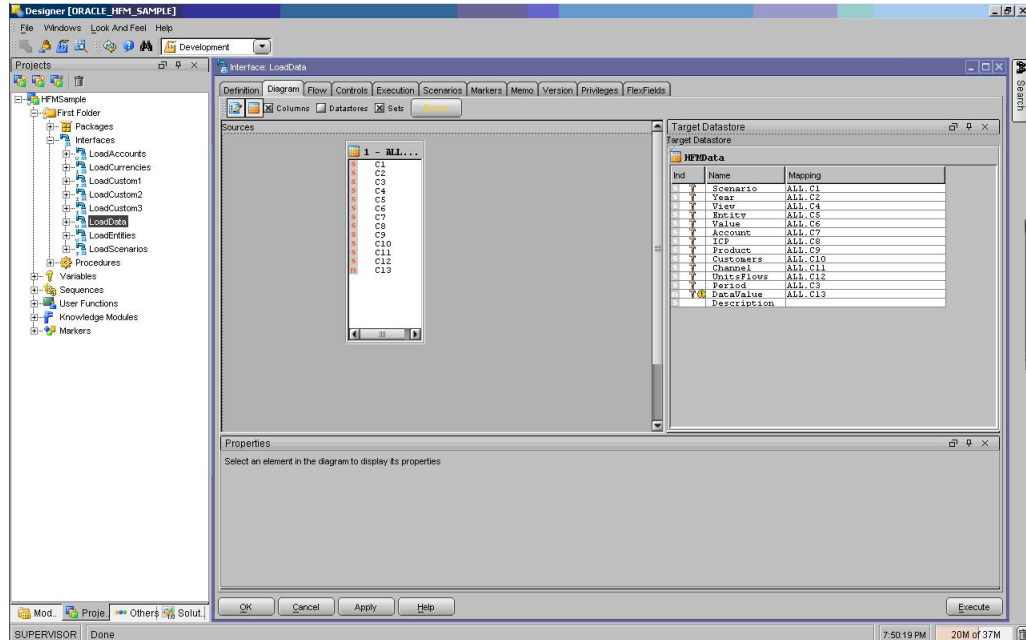 Designer [ORACLE_HFM_SAMPLE]
File Windows Look And Feel Help
Development
Projects
HFMSample
First Folder
Packages
Interfaces
LoadAccounts
LoadCurrencies
LoadCustom1
LoadCustom2
LoadCustom3
LoadData
LoadEntities
LoadScenarios
Procedures
Variables
Sequences
User Functions
Knowledge Modules
Markers
Mod.. Proje.. Others Solut..
Interface: LoadData
Definition Diagram Flow Controls Execution Scenarios Markers Memo Version Privileges FlexFields
Columns Datastores Sets
Sources
1 - ALL...
s C1
s C2
s C3
s C4
s C5
s C6
s C7
s C8
s C9
s C10
s C11
s C12
n C13
Target Datastore
Target Datastore
HFMData
Ind Name Mapping
Scenario ALL.C1
Year ALL.C2
View ALL.C4
Entity ALL.C5
Value ALL.C6
Account ALL.C7
ICP ALL.C8
Product ALL.C9
Customers ALL.C10
Channel ALL.C11
UnitsFlows ALL.C12
Period ALL.C3
DataValue ALL.C13
Description
Properties
Select an element in the diagram to display its properties
OK Cancel Apply Help Execute
Search
SUPERVISOR Done 7:50:19 PM 20M of 37M